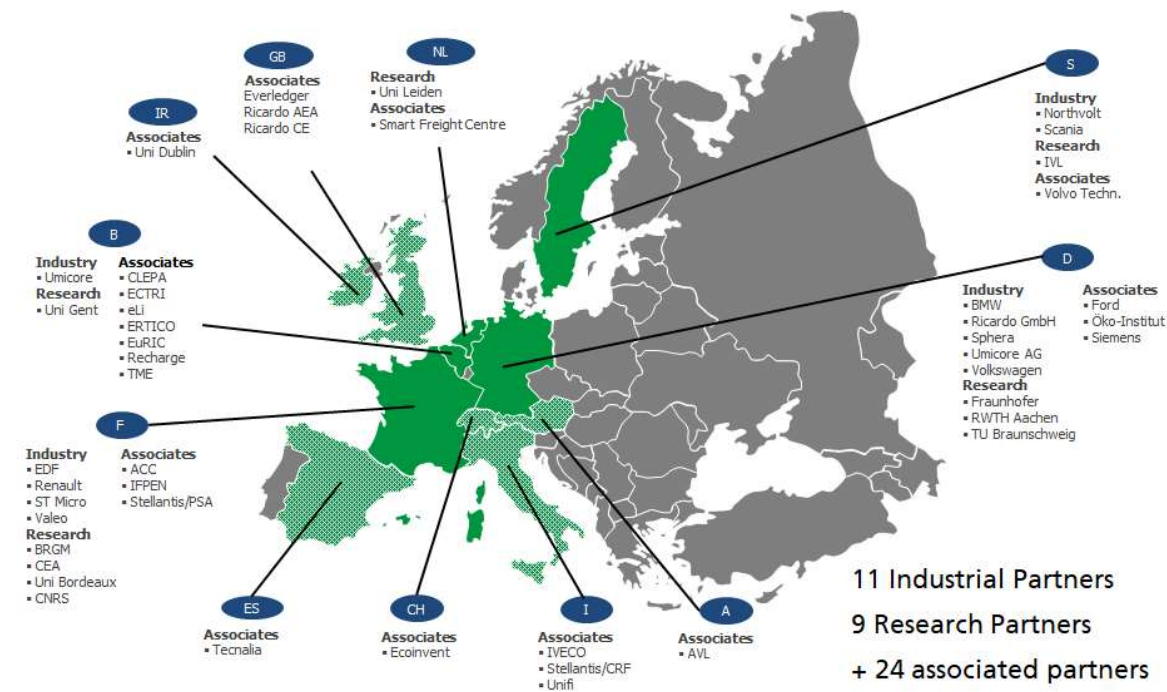 GB
Associates
Everledger
Ricardo AEA
Ricardo CE
NL
Research
▪ Uni Leiden
Associates
▪ Smart Freight Centre
S
Industry
▪ Northvolt
▪ Scania
Research
▪ IVL
Associates
▪ Volvo Techn.
IR
Associates
▪ Uni Dublin
B
Industry
▪ Umicore
Research
▪ Uni Gent
Associates
▪ CLEPA
▪ ECTRI
▪ eLi
▪ ERTICO
▪ EuRIC
▪ Recharge
▪ TME
D
Industry
▪ BMW
▪ Ricardo GmbH
▪ Sphera
▪ Umicore AG
▪ Volkswagen
Research
▪ Fraunhofer
▪ RWTH Aachen
▪ TU Braunschweig
Associates
▪ Ford
▪ Öko-Institut
▪ Siemens
F
Industry
▪ EDF
▪ Renault
▪ ST Micro
▪ Valeo
Research
▪ BRGM
▪ CEA
▪ Uni Bordeaux
▪ CNRS
Associates
▪ ACC
▪ IFPEN
▪ Stellantis/PSA
ES
Associates
▪ Tecnalia
CH
Associates
▪ Ecoinvent
I
Associates
▪ IVECO
▪ Stellantis/CRF
▪ Unifi
A
Associates
▪ AVL
11 Industrial Partners
9 Research Partners
+ 24 associated partners